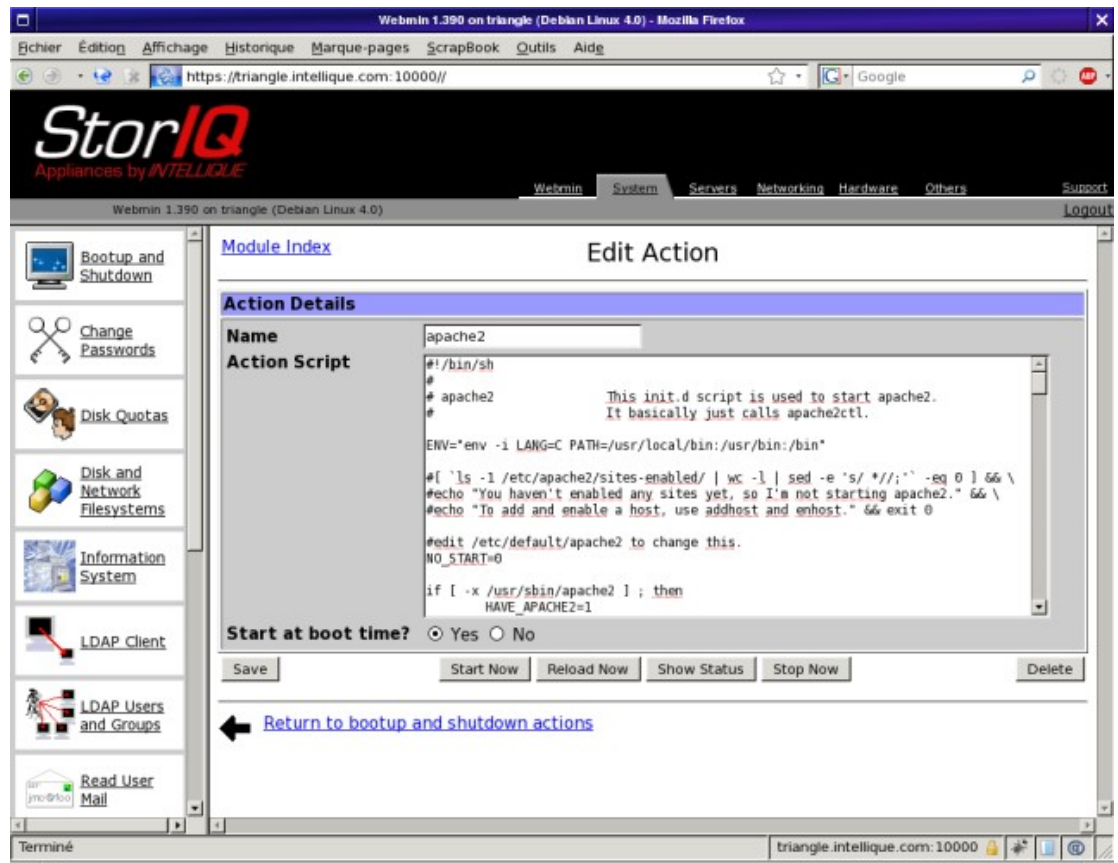 Webmin 1.390 on triangle (Debian Linux 4.0) - Mozilla Firefox
Fichier Édition Affichage Historique Marque-pages ScrapBook Outils Aide
https://triangle.intellique.com:10000// Google ABP
StorIQ
Appliances by INTELLIQUE
Webmin System Servers Networking Hardware Others Support
Webmin 1.390 on triangle (Debian Linux 4.0) Logout
Bootup and
Shutdown
Change
Passwords
Disk Quotas
Disk and
Network
Filesystems
Information
System
LDAP Client
LDAP Users
and Groups
Read User
Mail
Module Index
Edit Action
Action Details
Name apache2
Action Script
#!/bin/sh
#
# apache2 This init.d script is used to start apache2.
# It basically just calls apache2ctl.
ENV="env -i LANG=C PATH=/usr/local/bin:/usr/bin:/bin"
#[ `ls -1 /etc/apache2/sites-enabled/ | wc -l | sed -e 's/ *//;'` -eq 0 ] && \
#echo "You haven't enabled any sites yet, so I'm not starting apache2." && \
#echo "To add and enable a host, use addhost and enhost." && exit 0
#edit /etc/default/apache2 to change this.
NO_START=0
if [ -x /usr/sbin/apache2 ] ; then
HAVE_APACHE2=1
Start at boot time? Yes No
Save Start Now Reload Now Show Status Stop Now Delete
Return to bootup and shutdown actions
Terminé triangle.intellique.com:10000